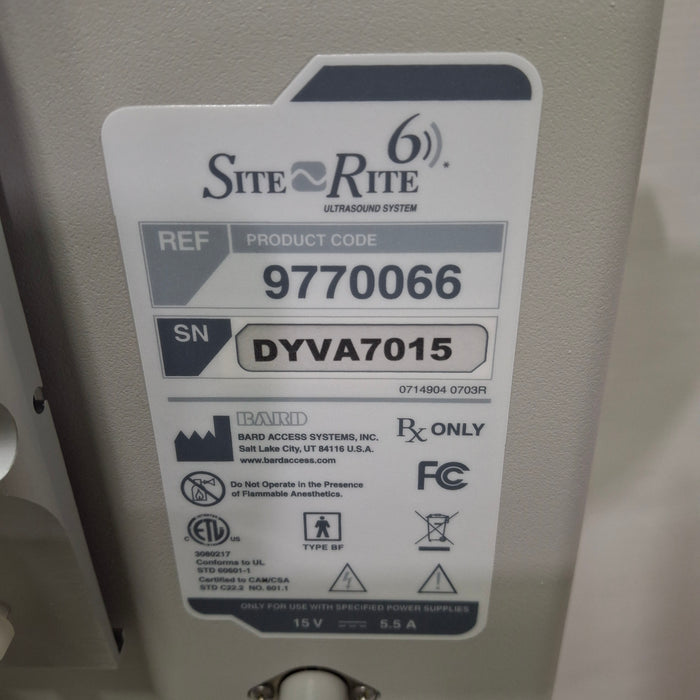 SITE RITE 6 *
ULTRASOUND SYSTEM
REF PRODUCT CODE
9770066
SN DYVA7015
0714904 0703R
BARD
BARD ACCESS SYSTEMS, INC.
Salt Lake City, UT 84116 U.S.A.
www.bardaccess.com
Rx ONLY
Do Not Operate in the Presence
of Flammable Anesthetics.
FC
C ETL US
TYPE BF
3080217
Conforms to UL
STD 60601-1
Certified to CAN/CSA
STD C22.2 NO. 601.1
ONLY FOR USE WITH SPECIFIED POWER SUPPLIES
15 V 5.5 A